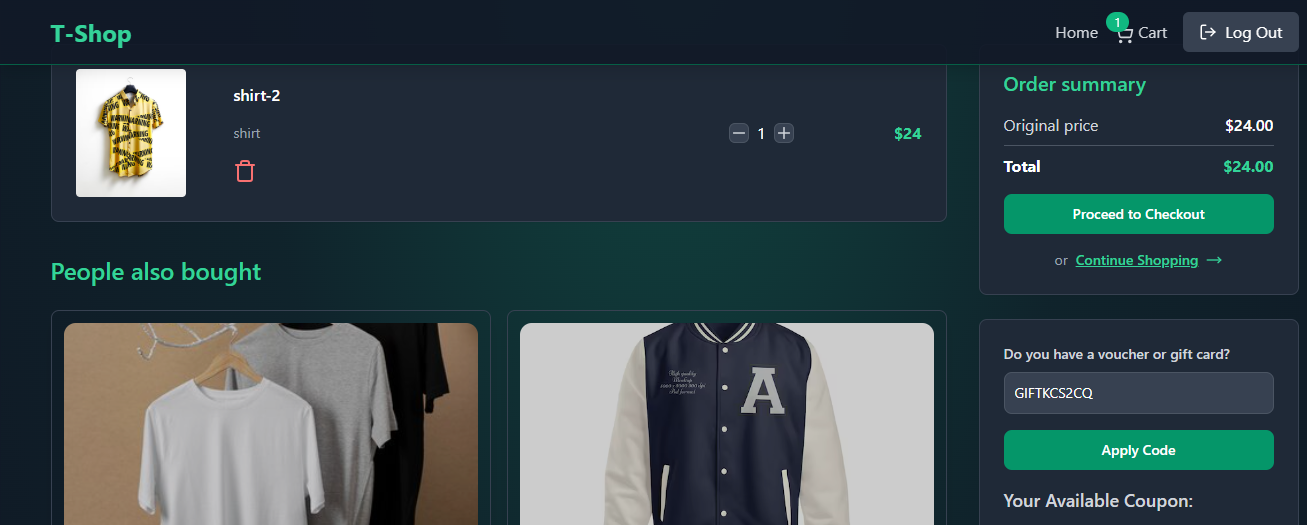 T-Shop
Home
1
Cart
Log Out
shirt-2
shirt
1
$24
Order summary
Original price $24.00
Total $24.00
Proceed to Checkout
or Continue Shopping →
People also bought
A
Do you have a voucher or gift card?
GIFTKCS2CQ
Apply Code
Your Available Coupon: